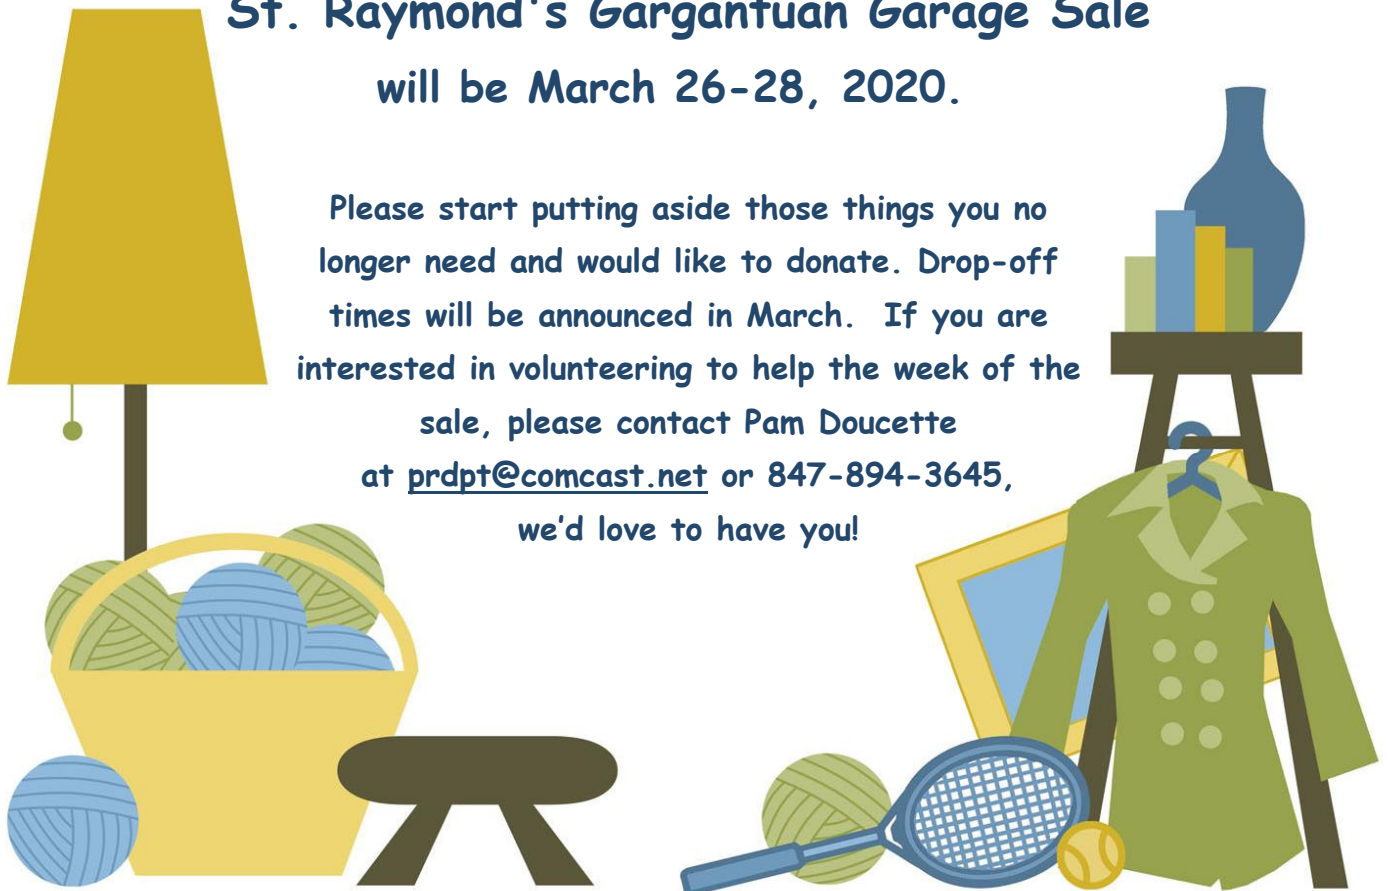 St. Raymond's Gargantuan Garage Sale
will be March 26-28, 2020.
Please start putting aside those things you no
longer need and would like to donate. Drop-off
times will be announced in March.  If you are
interested in volunteering to help the week of the
sale, please contact Pam Doucette
at prdpt@comcast.net or 847-894-3645,
we’d love to have you!